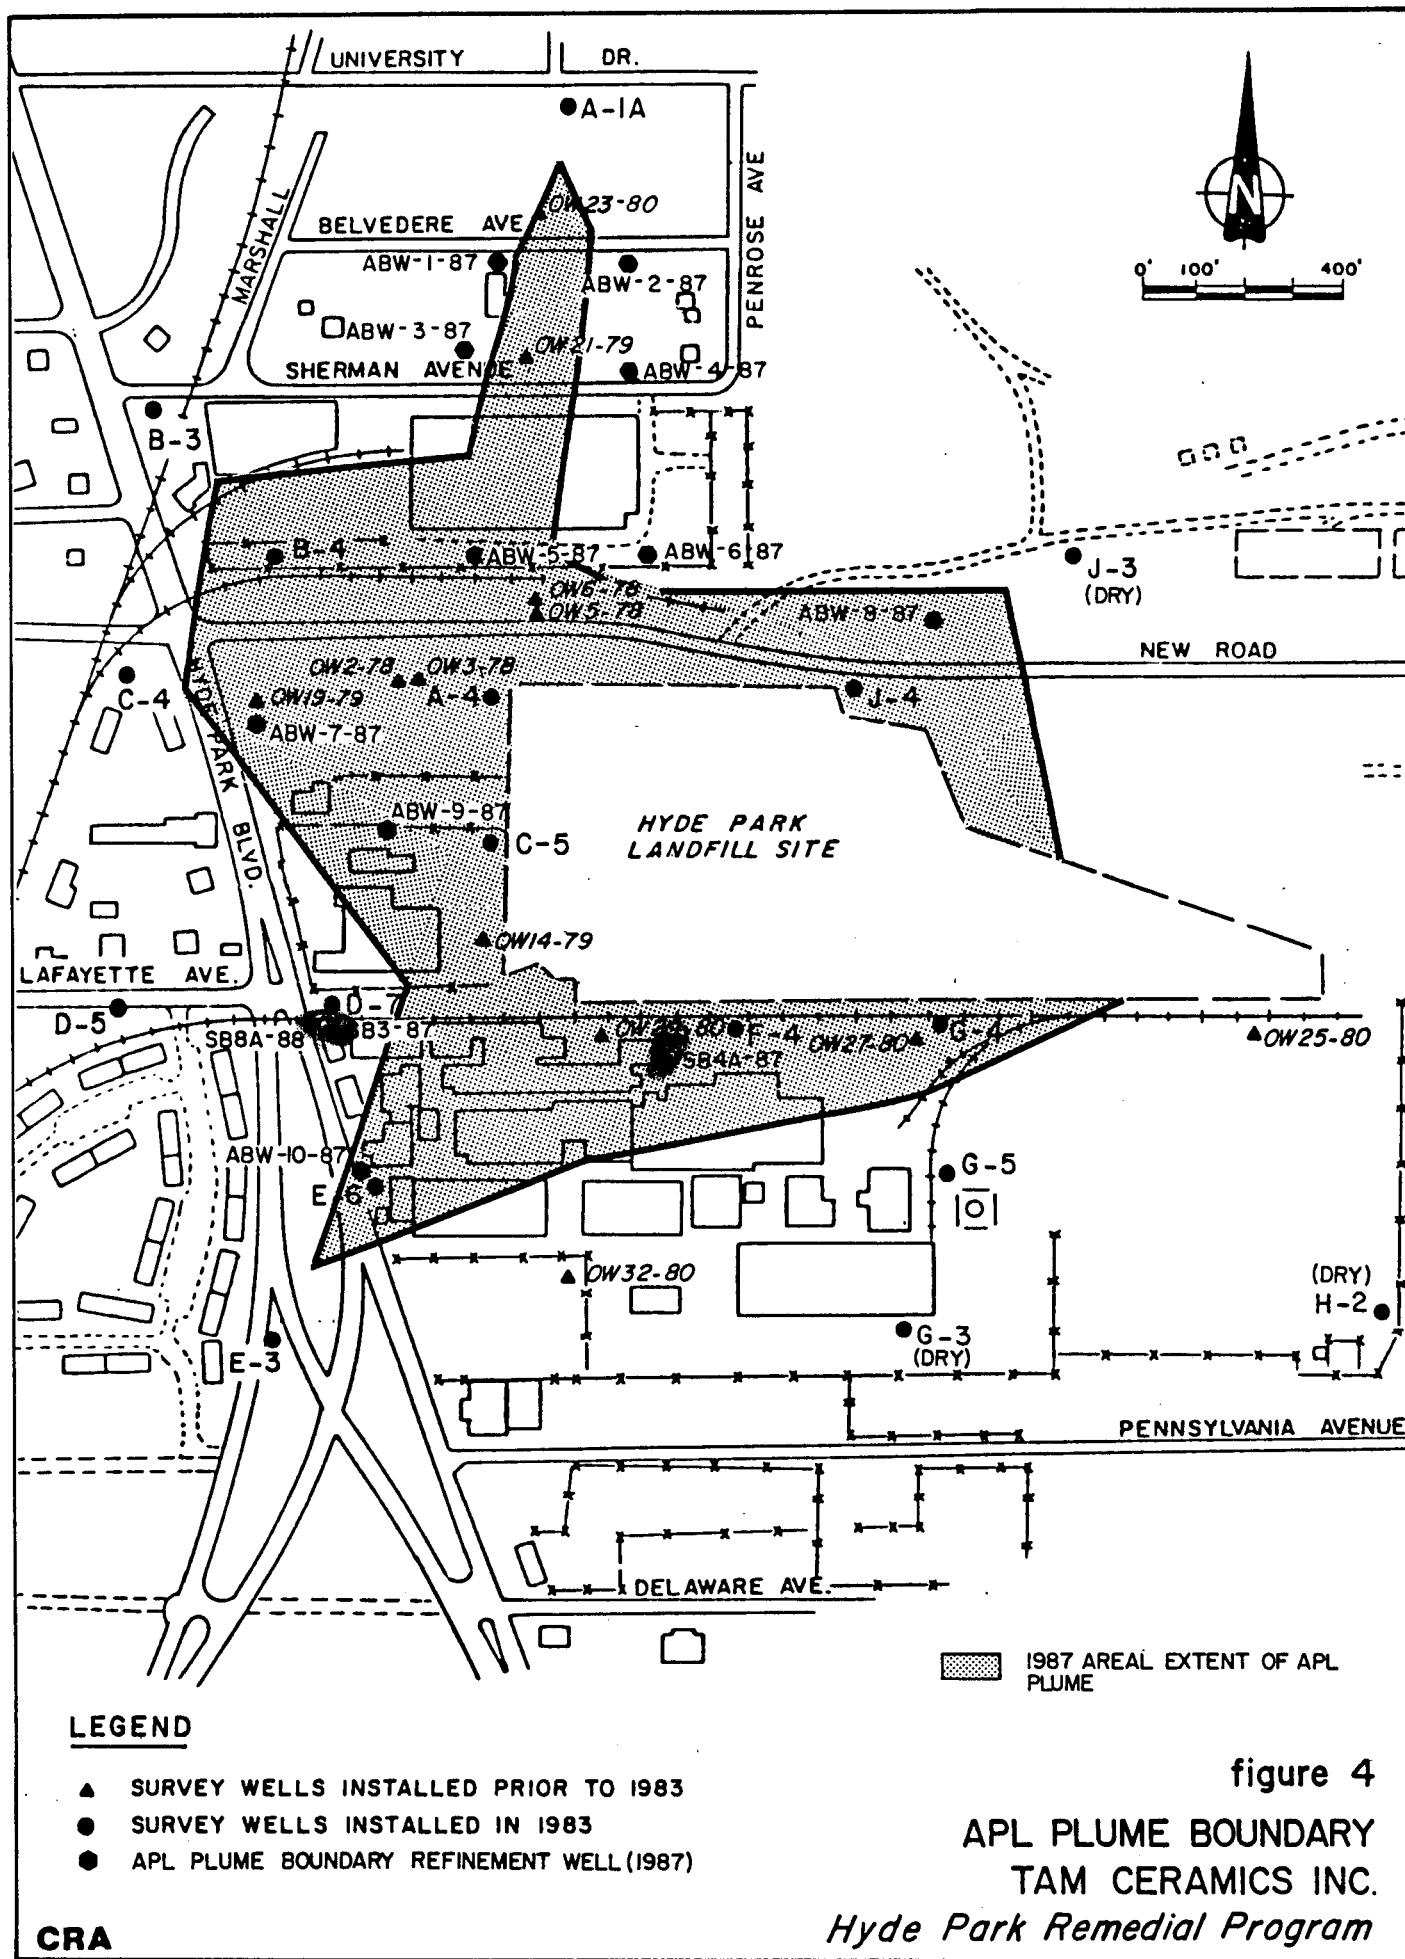 UNIVERSITY DR.
A-1A
N
0' 100' 400'
PENROSE AVE
MARSHALL
OW23-80
BELVEDERE AVE
ABW-1-87
ABW-2-87
ABW-3-87
OW21-79
SHERMAN AVENUE
ABW-4-87
B-3
B-4
ABW-5-87
ABW-6-87
J-3
(DRY)
OW6-78
OW5-78
ABW-8-87
NEW ROAD
OW2-78
OW3-78
C-4
OW19-79
A-4
J-4
ABW-7-87
HYDE PARK BLVD.
ABW-9-87
C-5
HYDE PARK
LANDFILL SITE
OW14-79
LAFAYETTE AVE.
D-5
SB8A-88
SB3-87
F-4
OW27-80
G-4
OW25-80
SB4A-87
ABW-10-87
E-6
G-5
OW32-80
(DRY)
H-2
E-3
G-3
(DRY)
PENNSYLVANIA AVENUE
DELAWARE AVE.
1987 AREAL EXTENT OF APL
PLUME
LEGEND
SURVEY WELLS INSTALLED PRIOR TO 1983
SURVEY WELLS INSTALLED IN 1983
APL PLUME BOUNDARY REFINEMENT WELL (1987)
figure 4
APL PLUME BOUNDARY
TAM CERAMICS INC.
Hyde Park Remedial Program
CRA